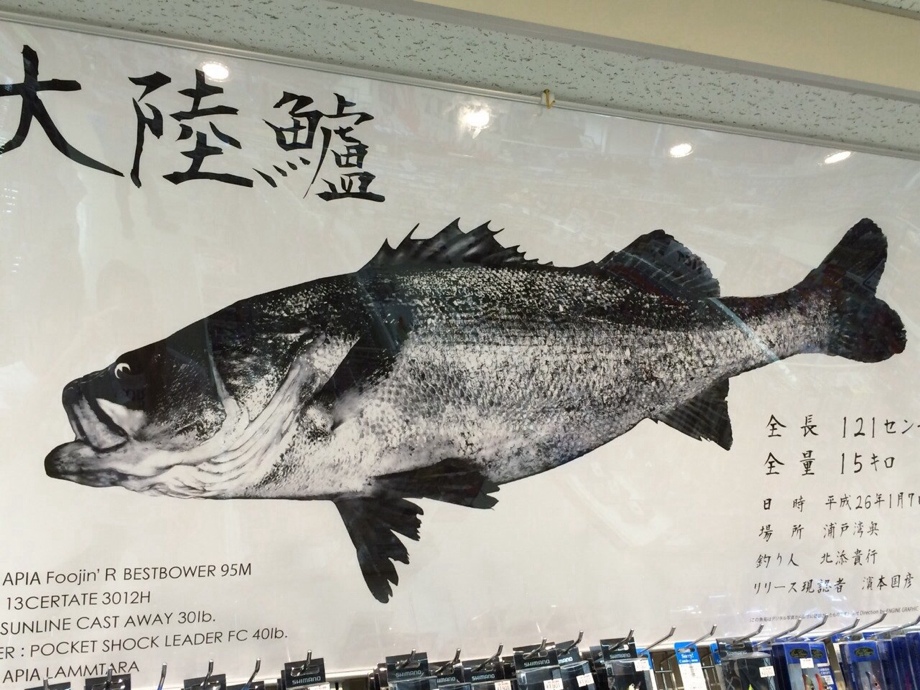 大陸鱸
全長 121セン
全量 15キロ
日時 平成26年1月7
場所 浦戸湾奥
釣り人 北添貴行
リリース現認者 濱本国彦
APIA Foojin' R BESTBOWER 95M
13CERTATE 3012H
SUNLINE CAST AWAY 30lb.
ER : POCKET SHOCK LEADER FC 40lb.
APIA LAMMTARA
SHIMANO
SHIMANO
SHIMANO